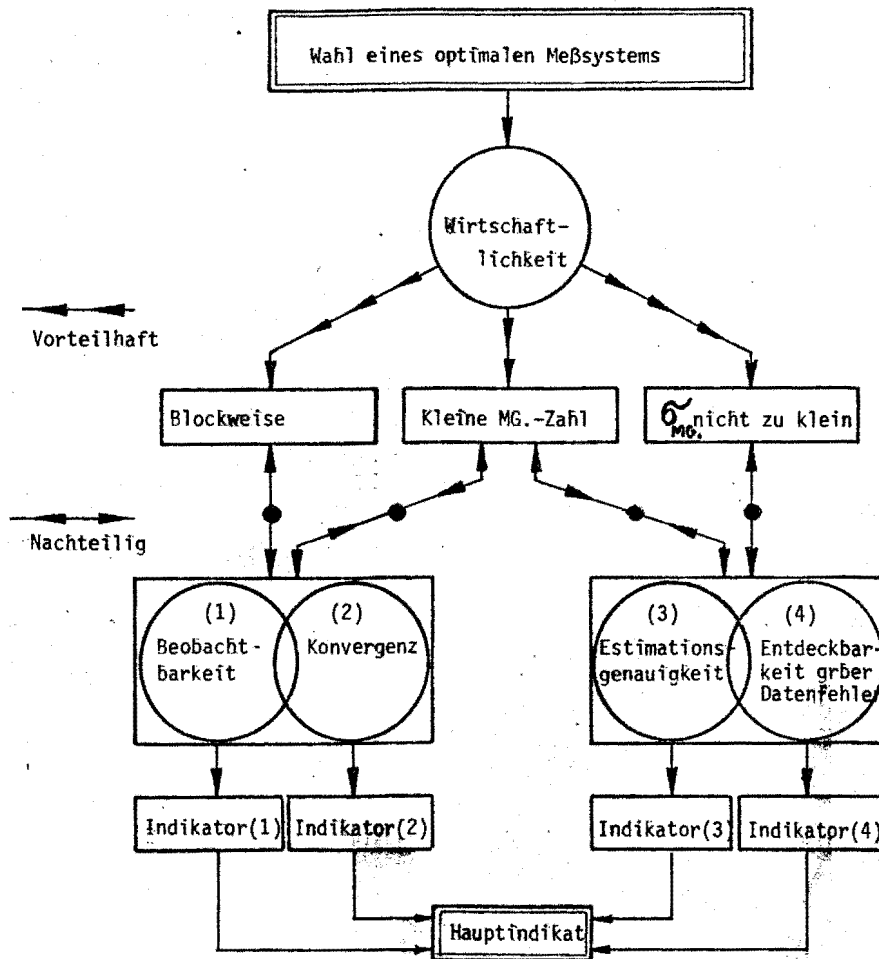 Wahl eines optimalen Meßsystems
Wirtschaft-
lichkeit
Vorteilhaft
Blockweise
Kleine MG.-Zahl
σ MG. nicht zu klein
Nachteilig
(1)
Beobacht-
barkeit
(2)
Konvergenz
(3)
Estimations-
genauigkeit
(4)
Entdeckbar-
keit grber
Datenfehler
Indikator(1)
Indikator(2)
Indikator(3)
Indikator(4)
Hauptindikat